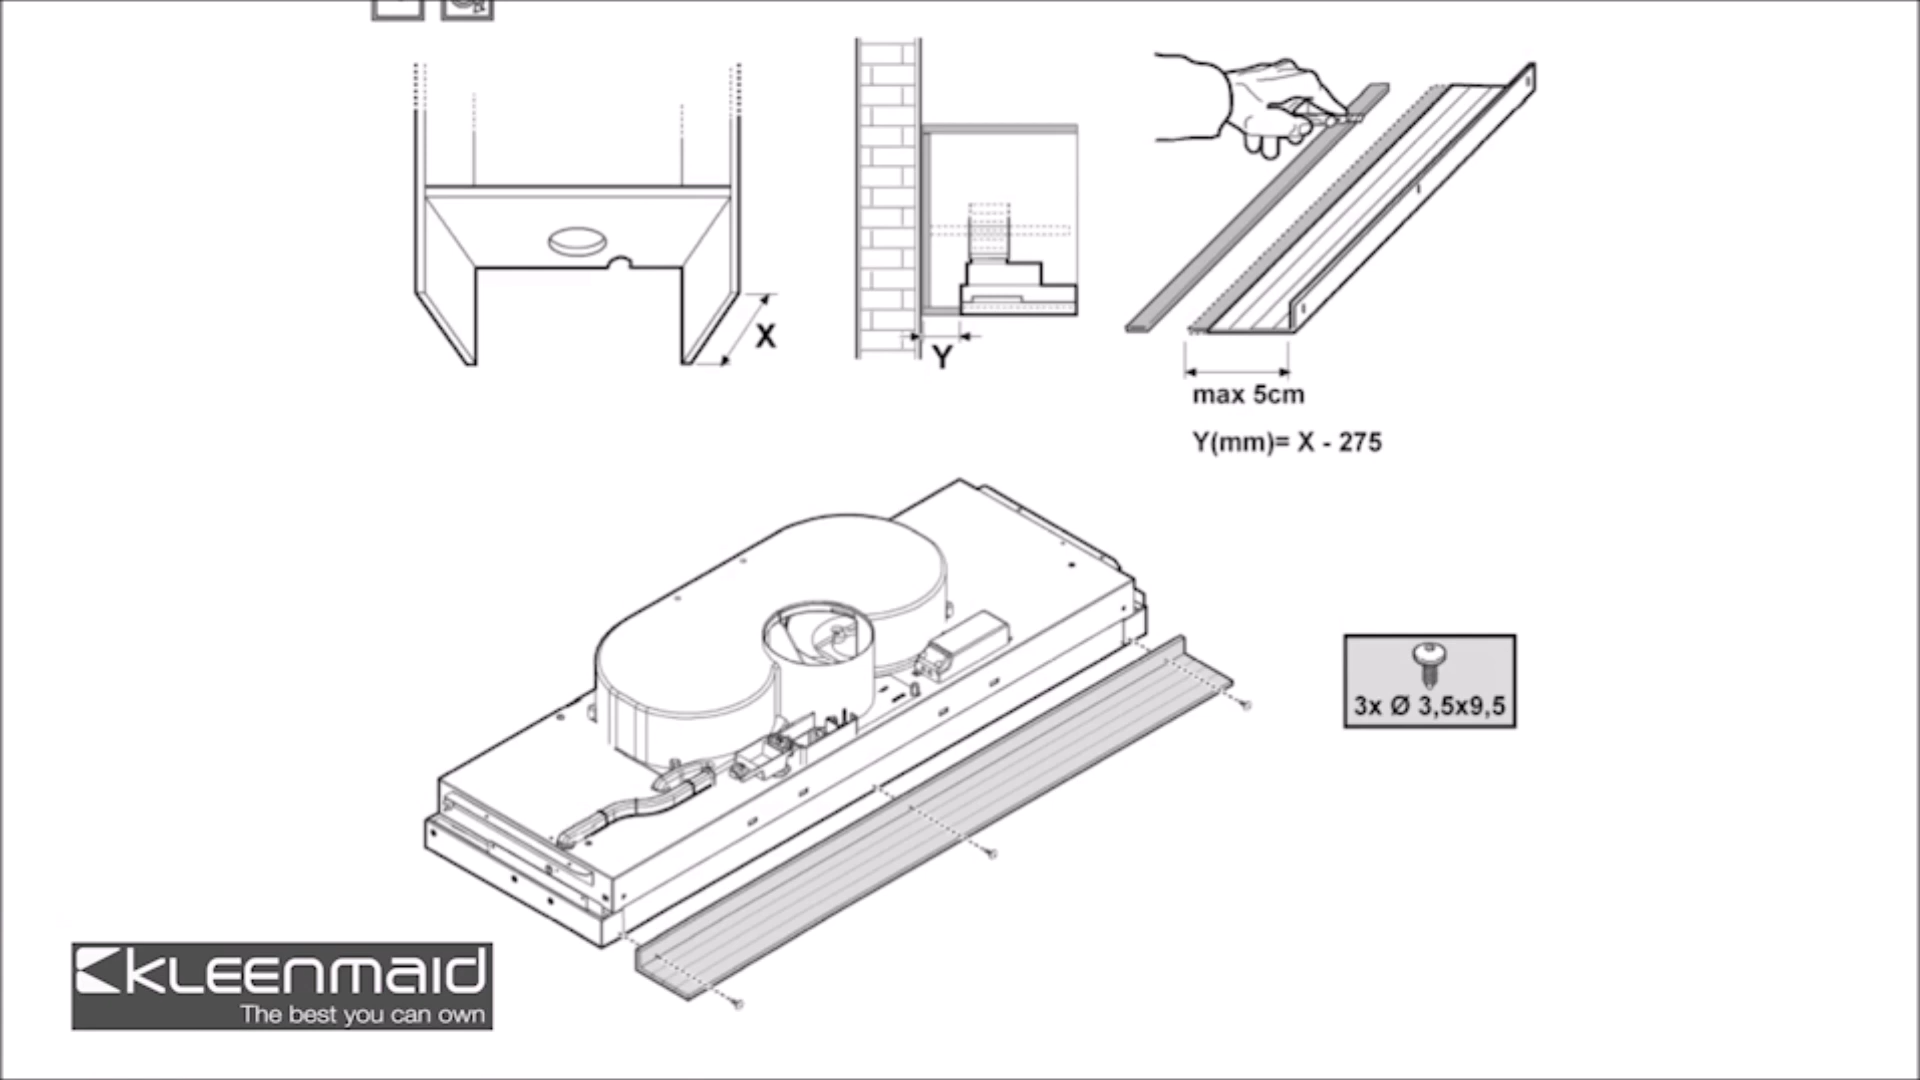 X
Y
max 5cm
Y(mm)= X - 275
3x Ø 3,5x9,5
KLEENMAID
The best you can own